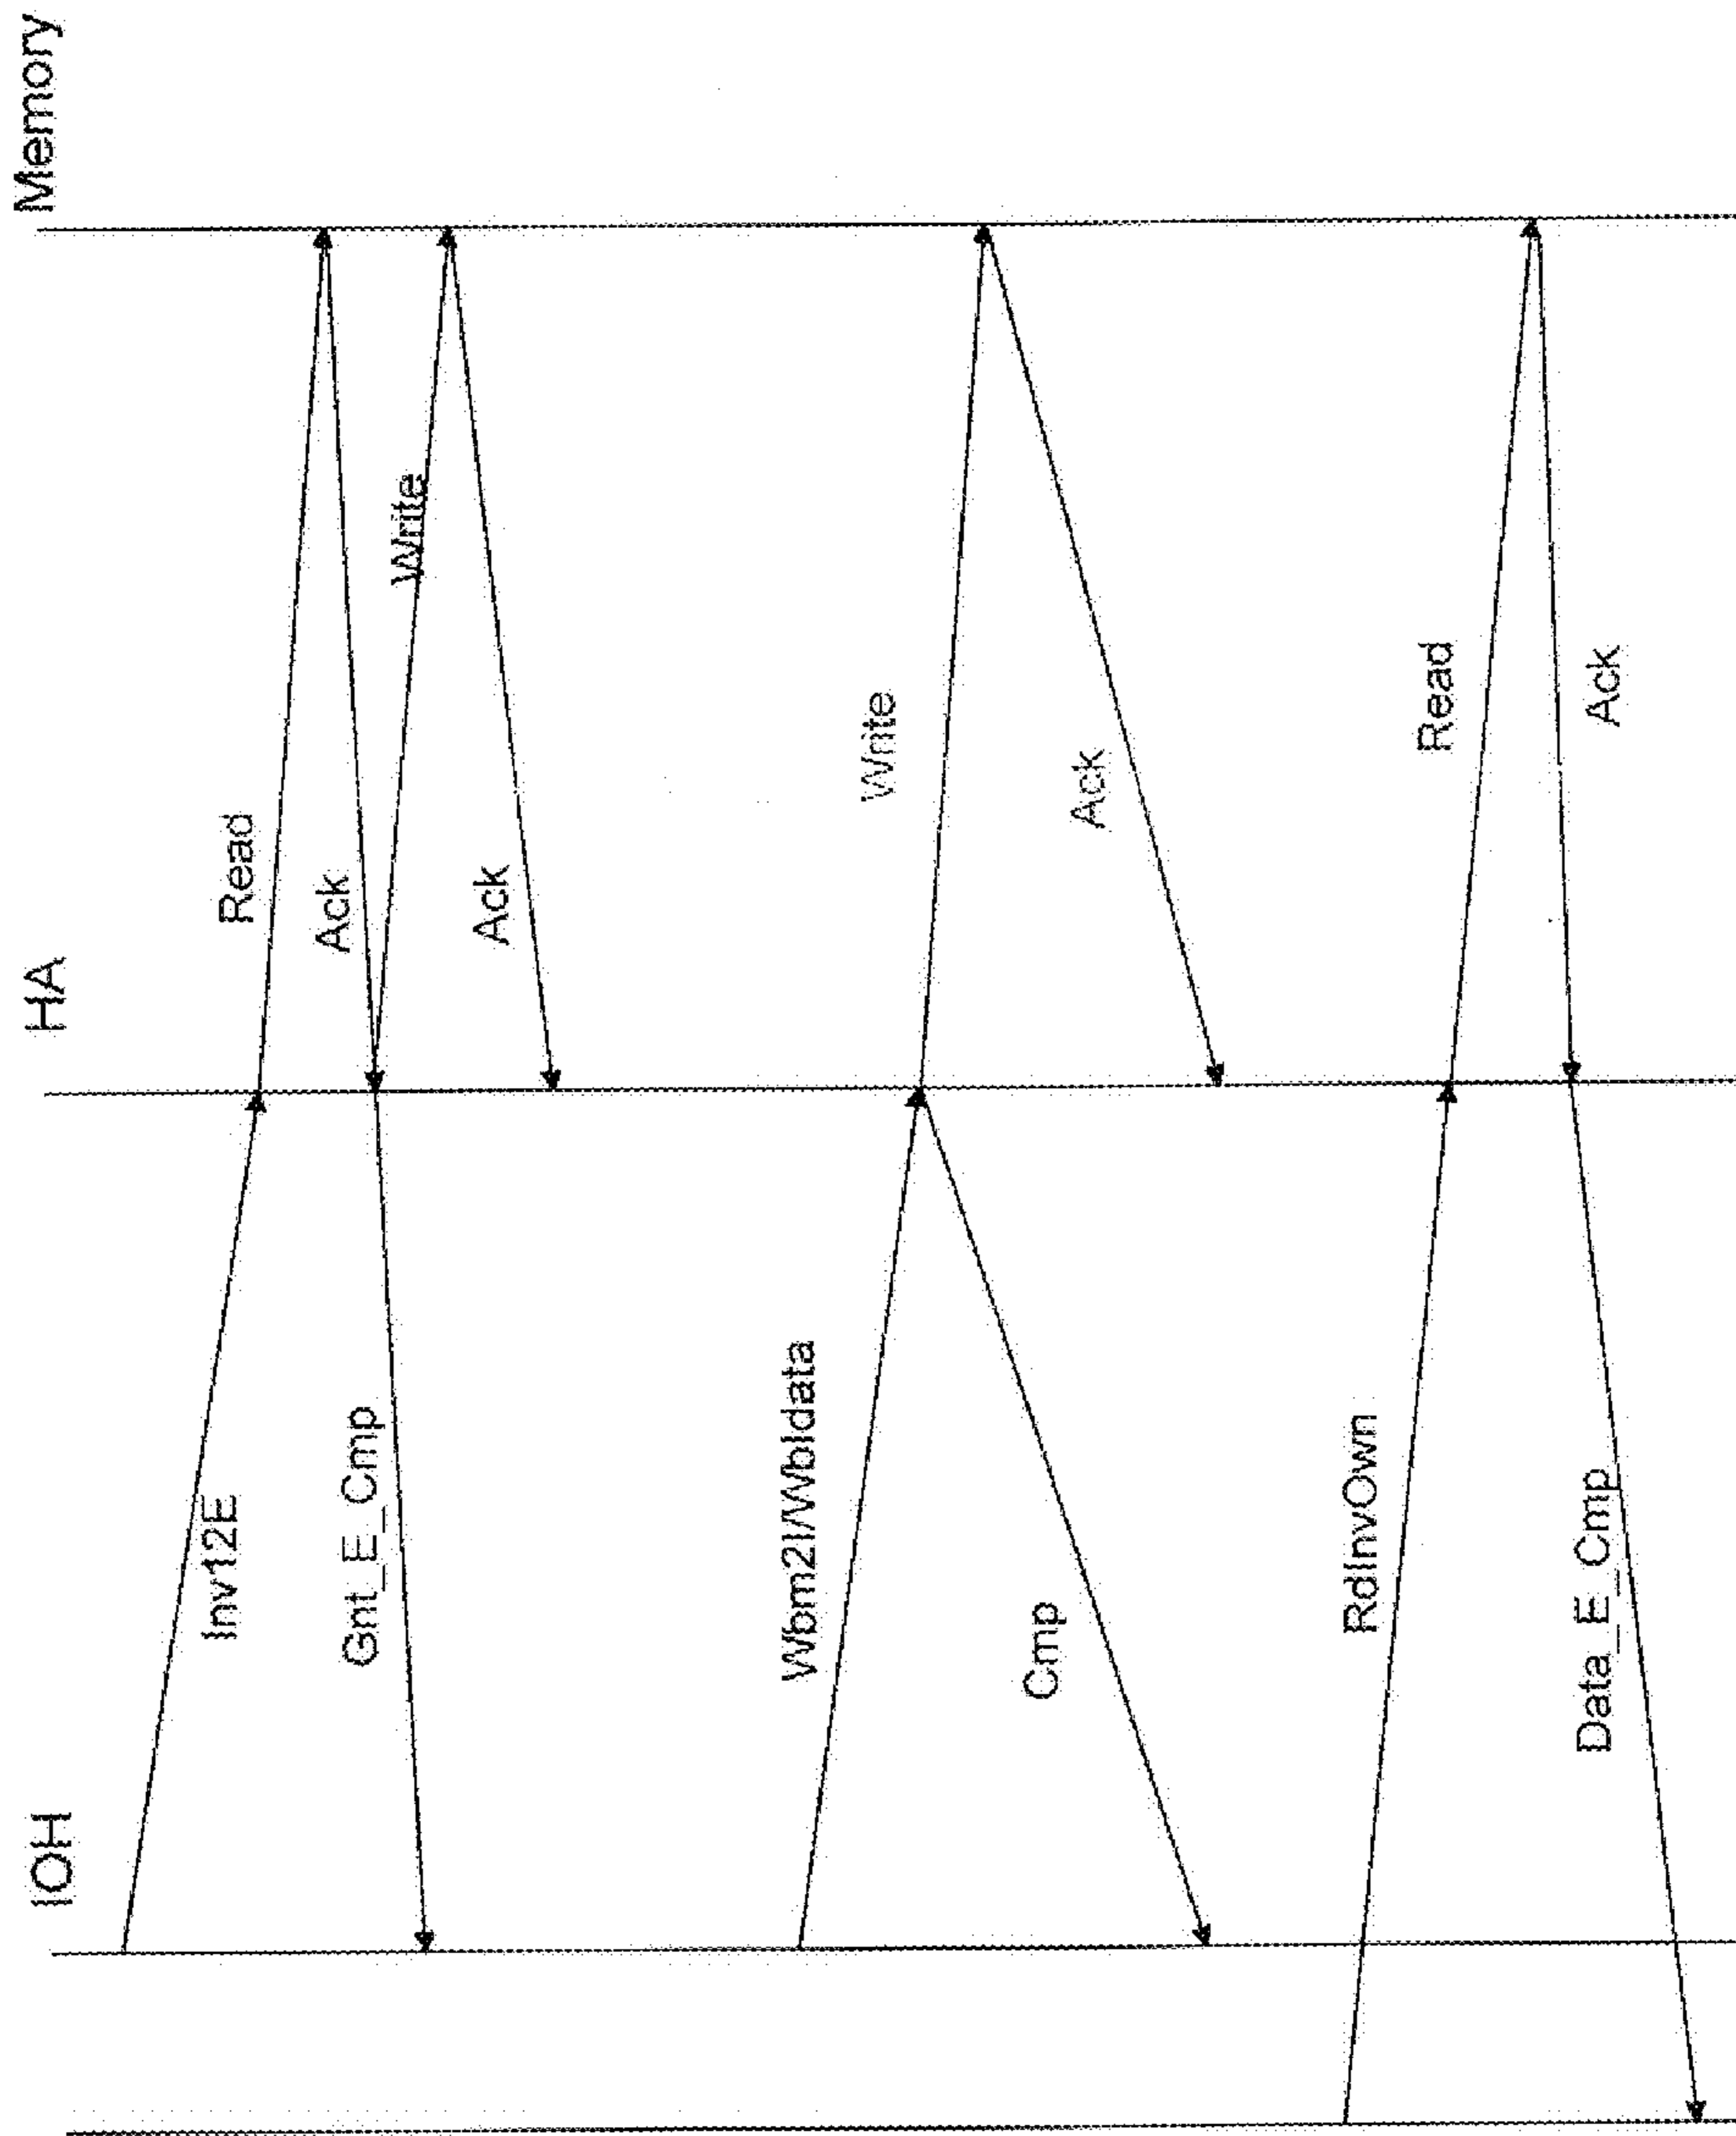 IOH
HA
Memory
Inv12E
Read
Ack
Gnt_E_Cmp
Write
Ack
Wbm2I/WbIdata
Write
Cmp
Ack
RdInvOwn
Read
Data_E_Cmp
Ack